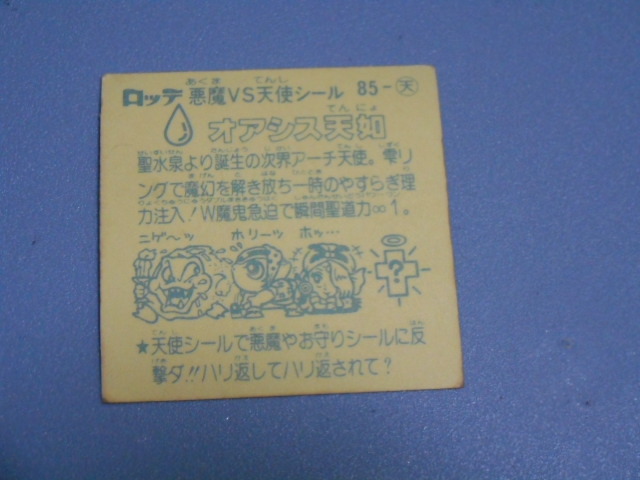 ロッテ 悪魔VS天使シール 85-天
オアシス天如
聖水泉より誕生の次界アーチ天使。雫リ
ングで魔幻を解き放ち一時のやすらぎ理
力注入!W魔鬼急迫で瞬間聖道力∞1。
ニゲ〜ッ ホリーッ ホッ…
?
★天使シールで悪魔やお守りシールに反
撃ダ!!ハリ返してハリ返されて?